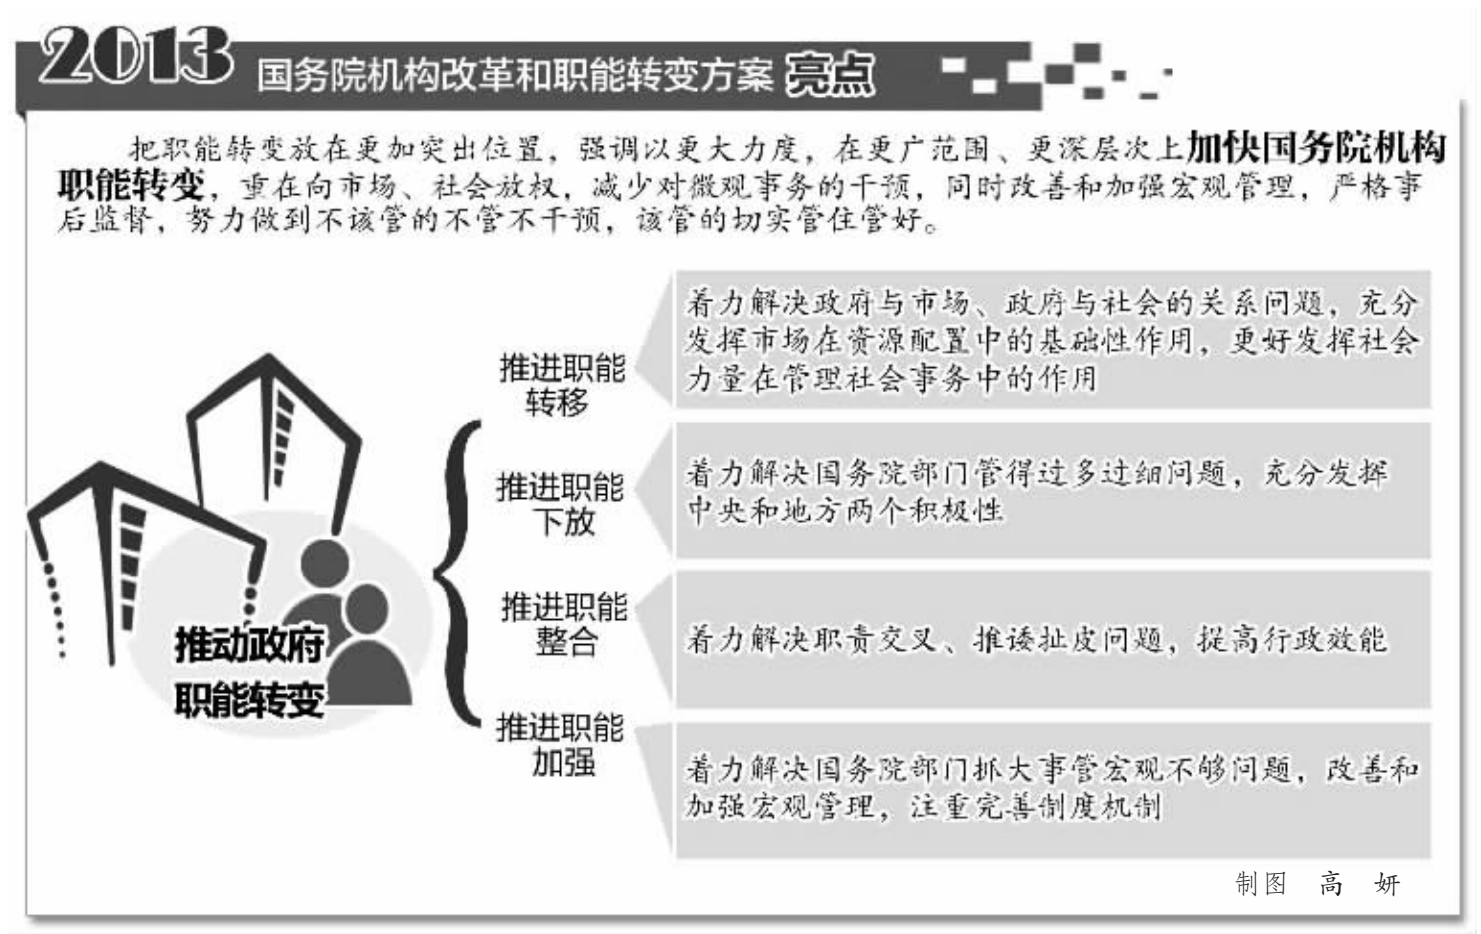 2013 国务院机构改革和职能转变方案 亮点
把职能转变放在更加突出位置，强调以更大力度，在更广范围、更深层次上加快国务院机构
职能转变，重在向市场、社会放权，减少对微观事务的干预，同时改善和加强宏观管理，严格事
后监督，努力做到不该管的不管不干预，该管的切实管住管好。
推动政府
职能转变
推进职能
转移
着力解决政府与市场、政府与社会的关系问题，充分
发挥市场在资源配置中的基础性作用，更好发挥社会
力量在管理社会事务中的作用
推进职能
下放
着力解决国务院部门管得过多过细问题，充分发挥
中央和地方两个积极性
推进职能
整合
着力解决职责交叉、推诿扯皮问题，提高行政效能
推进职能
加强
着力解决国务院部门抓大事管宏观不够问题，改善和
加强宏观管理，注重完善制度机制
制图 高 妍